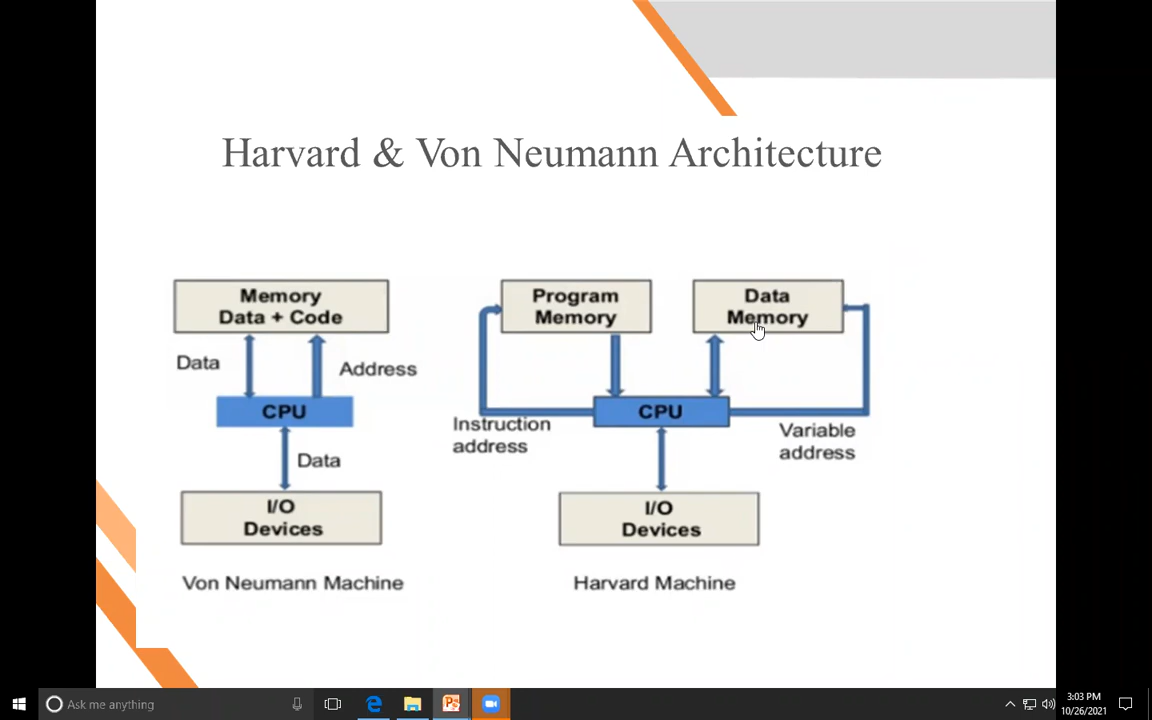 Harvard & Von Neumann Architecture
Memory
Data + Code
Data
Address
CPU
Data
I/O
Devices
Von Neumann Machine
Program
Memory
Data
Memory
CPU
Instruction
address
Variable
address
I/O
Devices
Harvard Machine
Ask me anything
3:03 PM
10/26/2021